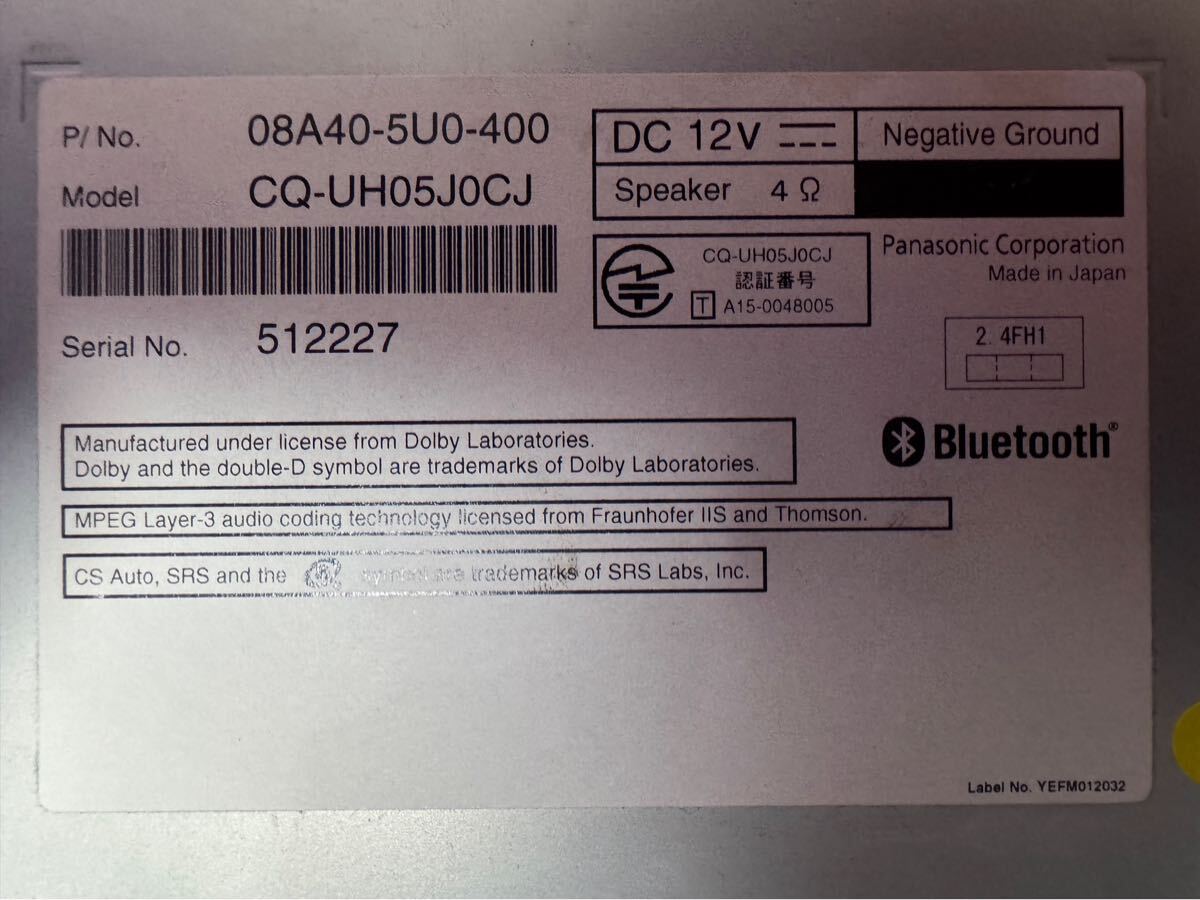 P/ No. 08A40-5U0-400
Model CQ-UH05J0CJ
Serial No. 512227
DC 12V
Negative Ground
Speaker 4 Ω
CQ-UH05J0CJ
認証番号
T A15-0048005
Panasonic Corporation
Made in Japan
2.4FH1
Bluetooth®
Manufactured under license from Dolby Laboratories.
Dolby and the double-D symbol are trademarks of Dolby Laboratories.
MPEG Layer-3 audio coding technology licensed from Fraunhofer IIS and Thomson.
CS Auto, SRS and the symbol are trademarks of SRS Labs, Inc.
Label No. YEFM012032